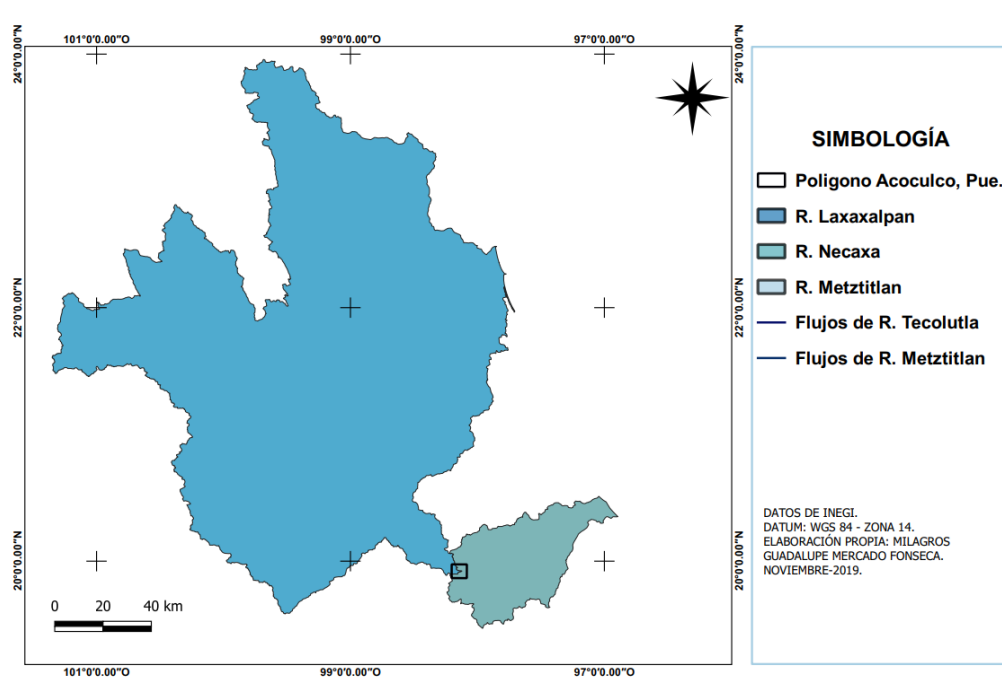 101°0'0.00"O 99°0'0.00"O 97°0'0.00"O
24°0'0.00"N 24°0'0.00"N
22°0'0.00"N 22°0'0.00"N
20°0'0.00"N 20°0'0.00"N
0 20 40 km
101°0'0.00"O 99°0'0.00"O 97°0'0.00"O
SIMBOLOGÍA
Poligono Acoculco, Pue.
R. Laxaxalpan
R. Necaxa
R. Metztitlan
Flujos de R. Tecolutla
Flujos de R. Metztitlan
DATOS DE INEGI.
DATUM: WGS 84 - ZONA 14.
ELABORACIÓN PROPIA: MILAGROS
GUADALUPE MERCADO FONSECA.
NOVIEMBRE-2019.